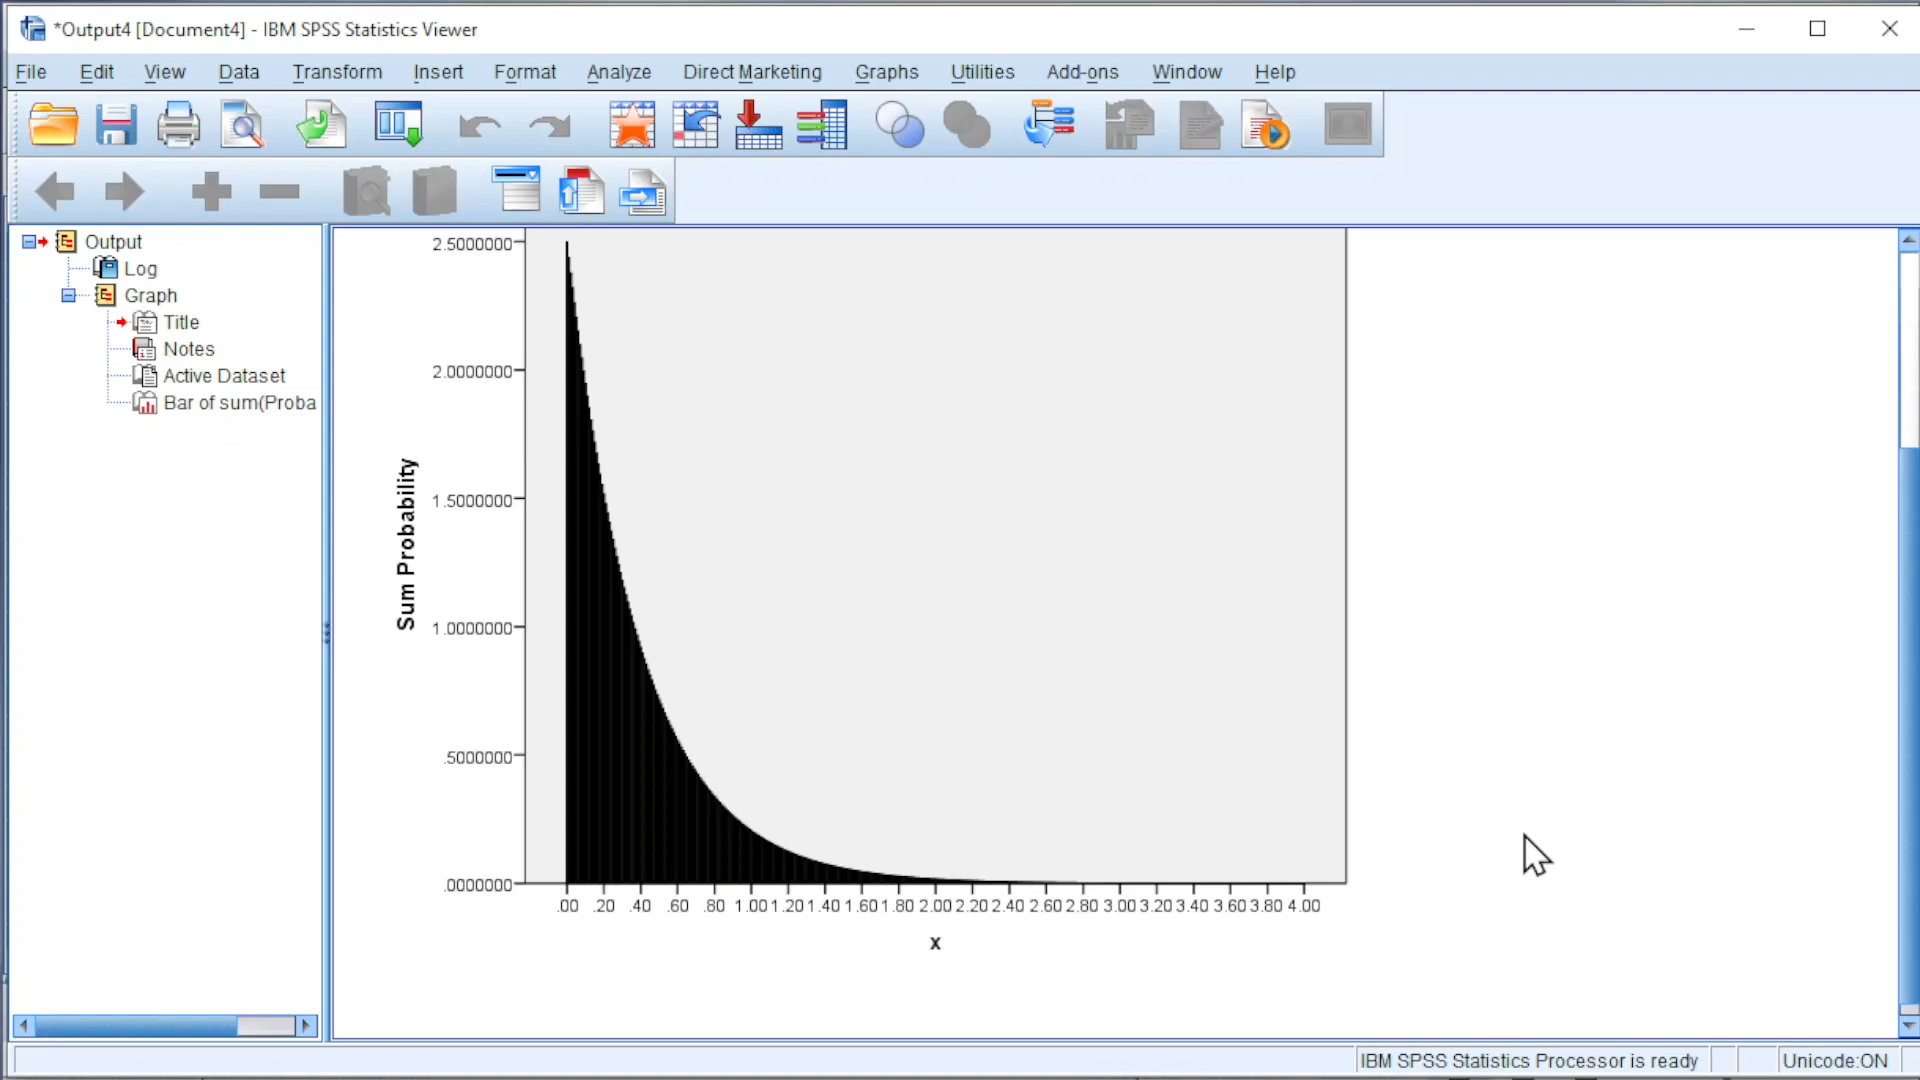 *Output4 [Document4] - IBM SPSS Statistics Viewer
File Edit View Data Transform Insert Format Analyze Direct Marketing Graphs Utilities Add-ons Window Help
Output
Log
Graph
Title
Notes
Active Dataset
Bar of sum(Proba
2.5000000
2.0000000
1.5000000
1.0000000
.5000000
.0000000
Sum Probability
.00 .20 .40 .60 .80 1.00 1.20 1.40 1.60 1.80 2.00 2.20 2.40 2.60 2.80 3.00 3.20 3.40 3.60 3.80 4.00
x
IBM SPSS Statistics Processor is ready Unicode:ON